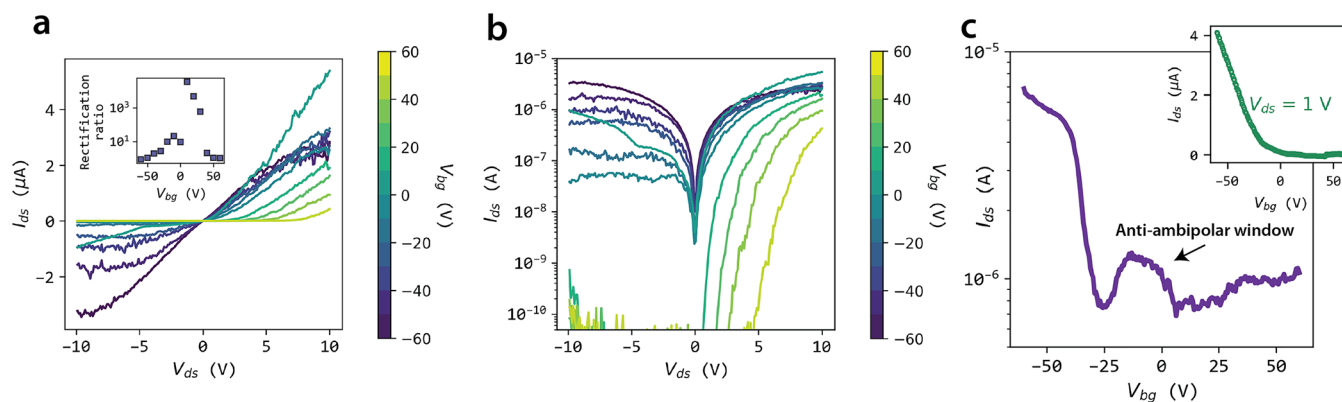 a
Rectification
ratio
10³
10¹
−50 0 50
V_bg (V)
I_ds (μA)
4
2
0
−2
−10 −5 0 5 10
V_ds (V)
60
40
20
0
−20
−40
−60
V_bg (V)
b
10⁻⁵
10⁻⁶
10⁻⁷
10⁻⁸
10⁻⁹
10⁻¹⁰
I_ds (A)
−10 −5 0 5 10
V_ds (V)
60
40
20
0
−20
−40
−60
V_bg (V)
c
10⁻⁵
10⁻⁶
I_ds (A)
Anti-ambipolar window
−50 −25 0 25 50
V_bg (V)
4
2
0
I_ds (μA)
V_ds = 1 V
−50 0 50
V_bg (V)